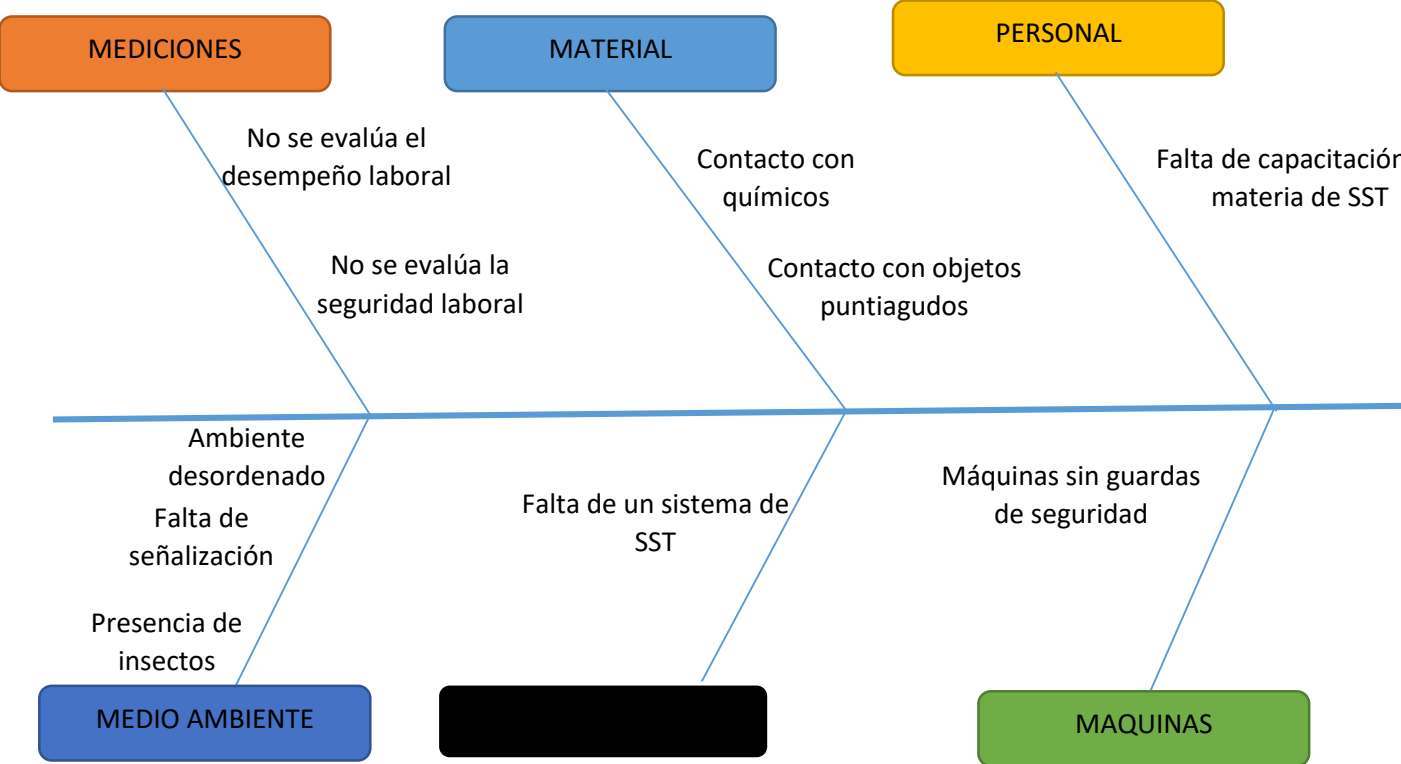 MEDICIONES
MATERIAL
PERSONAL
No se evalúa el
desempeño laboral
No se evalúa la
seguridad laboral
Contacto con
químicos
Contacto con objetos
puntiagudos
Falta de capacitación
materia de SST
Ambiente
desordenado
Falta de
señalización
Presencia de
insectos
Falta de un sistema de
SST
Máquinas sin guardas
de seguridad
MEDIO AMBIENTE
MAQUINAS